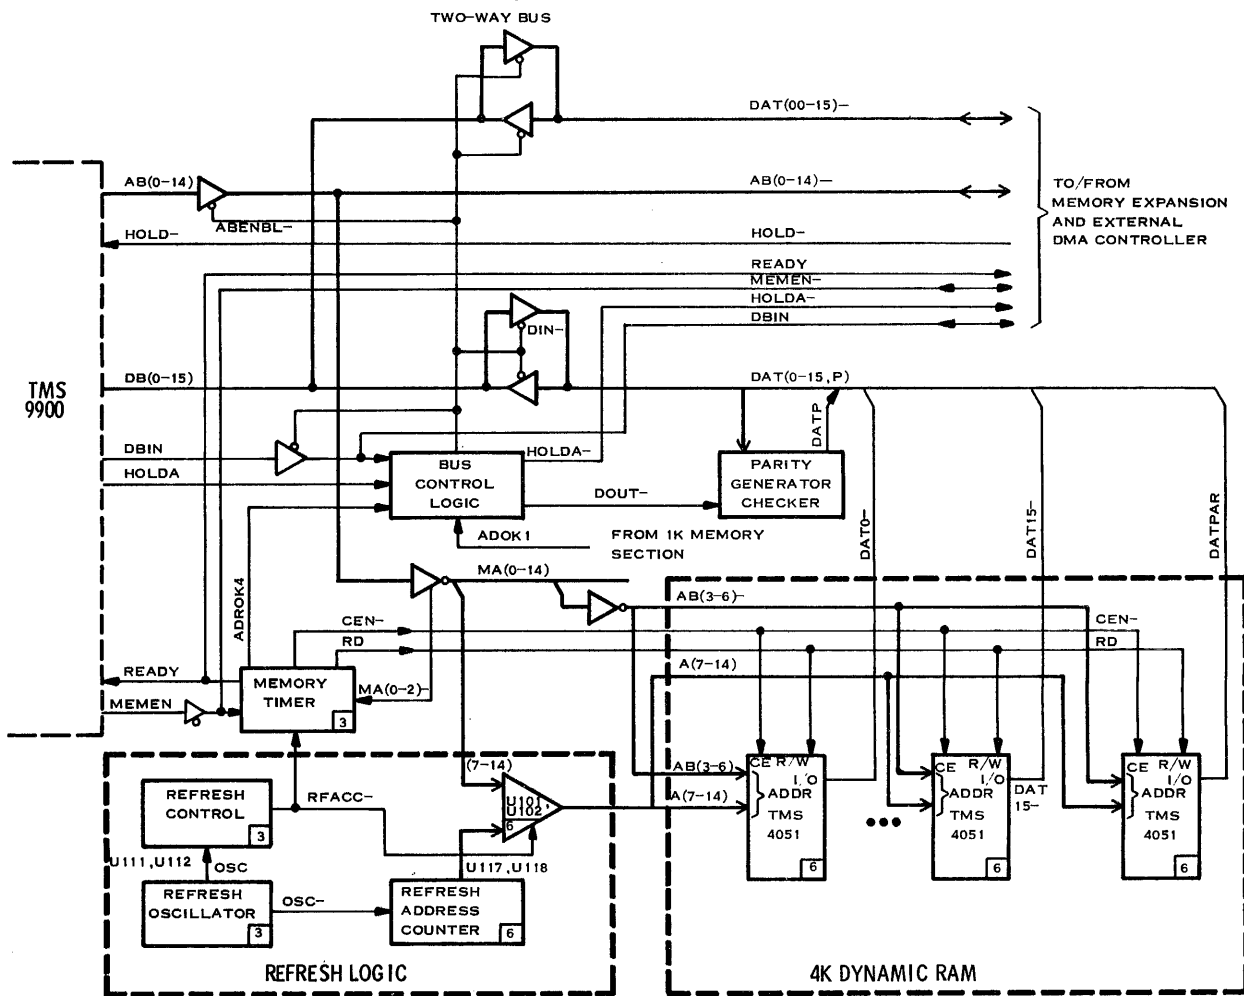 TWO-WAY BUS
DAT(00-15)-
AB(0-14)
AB(0-14)-
TO/FROM
MEMORY EXPANSION
AND EXTERNAL
DMA CONTROLLER
ABENBL-
HOLD-
HOLD-
READY
MEMEN-
HOLDA-
DBIN
DIN-
TMS
9900
DB(0-15)
DAT(0-15,P)
DATP
DBIN
HOLDA
BUS
CONTROL
LOGIC
HOLDA-
DOUT-
PARITY
GENERATOR
CHECKER
ADOK1
FROM 1K MEMORY
SECTION
DAT0-
DAT15-
DATPAR
ADROK4
MA(0-14)
AB(3-6)-
CEN-
RD
CEN-
RD
READY
A(7-14)
MEMORY
TIMER
3
MA(0-2)-
MEMEN
(7-14)
AB(3-6)
A(7-14)
CE R/W
I/O
ADDR
TMS
4051
6
CE R/W
I/O
ADDR
TMS
4051
6
DAT
15-
CE R/W
I/O
ADDR
TMS
4051
6
REFRESH
CONTROL
3
RFACC-
U101,
U102
6
U111,U112
OSC
U117,U118
REFRESH
OSCILLATOR
3
OSC-
REFRESH
ADDRESS
COUNTER
6
REFRESH LOGIC
4K DYNAMIC RAM